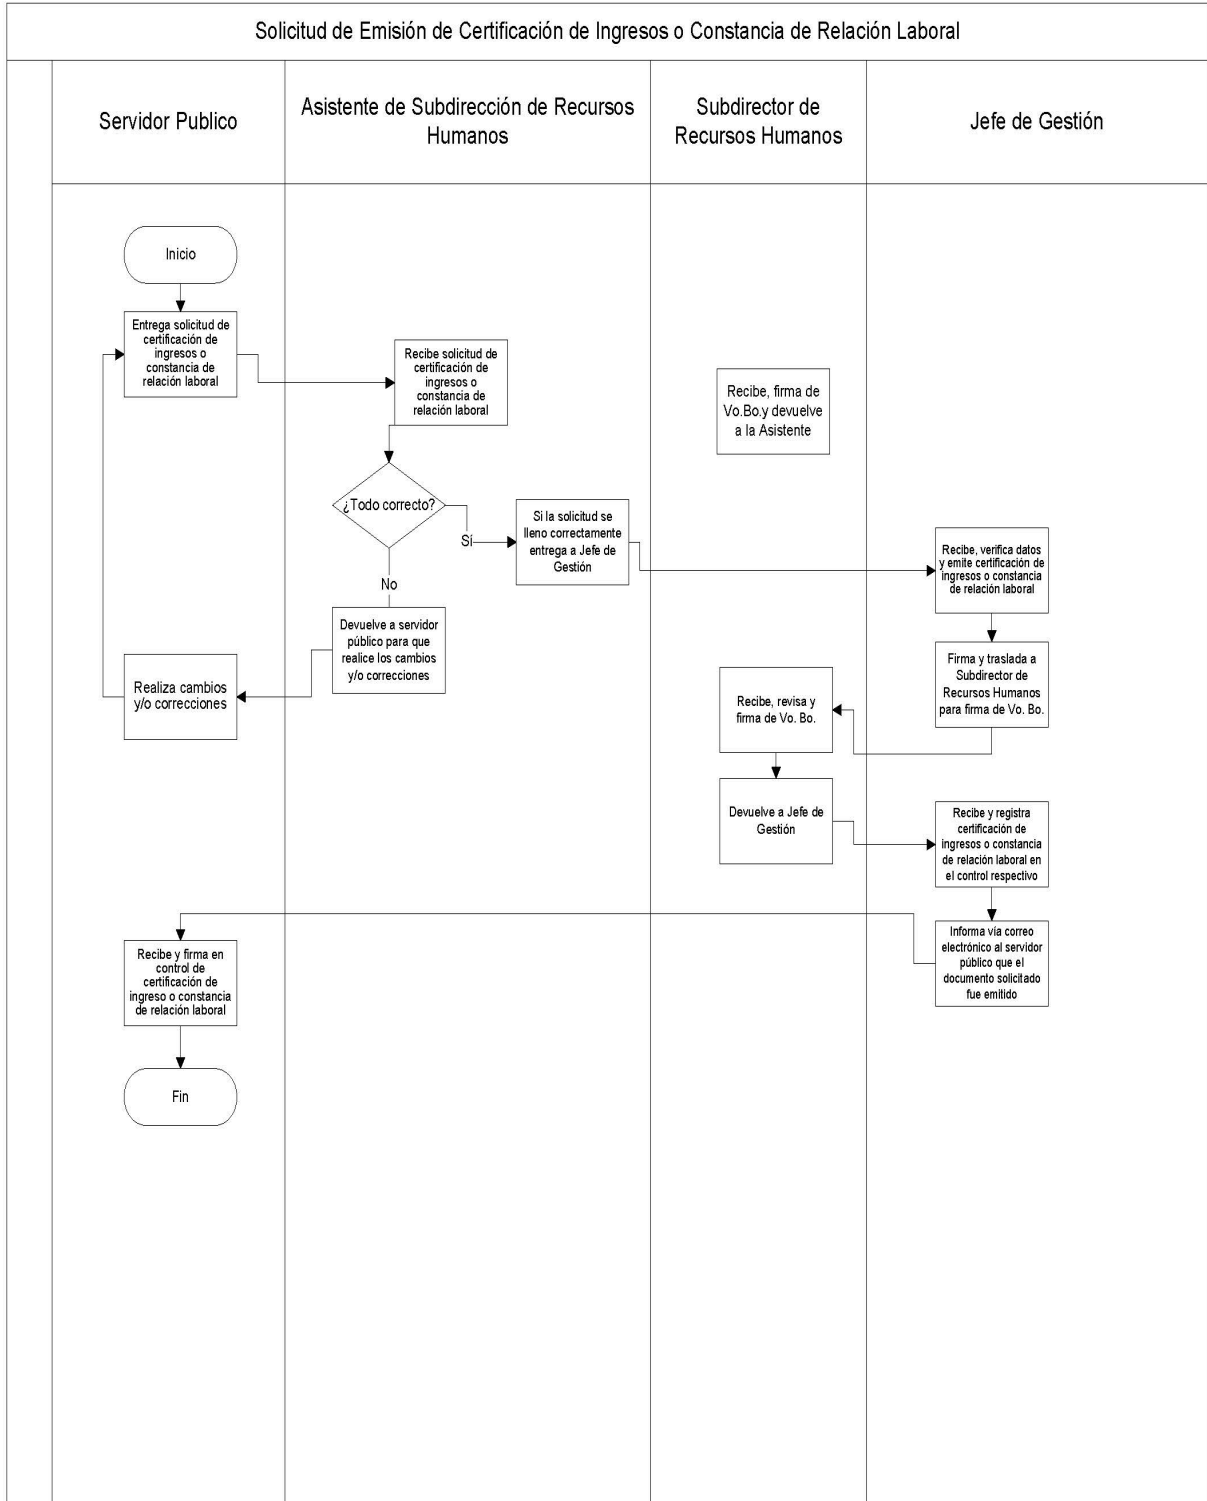 Solicitud de Emisión de Certificación de Ingresos o Constancia de Relación Laboral
Servidor Publico
Asistente de Subdirección de Recursos
Humanos
Subdirector de
Recursos Humanos
Jefe de Gestión
Inicio
Entrega solicitud de
certificación de
ingresos o
constancia de
relación laboral
Recibe solicitud de
certificación de
ingresos o
constancia de
relación laboral
Recibe, firma de
Vo.Bo.y devuelve
a la Asistente
¿Todo correcto?
Sí
Si la solicitud se
lleno correctamente
entrega a Jefe de
Gestión
Recibe, verifica datos
y emite certificación de
ingresos o constancia
de relación laboral
No
Devuelve a servidor
público para que
realice los cambios
y/o correcciones
Realiza cambios
y/o correcciones
Firma y traslada a
Subdirector de
Recursos Humanos
para firma de Vo. Bo.
Recibe, revisa y
firma de Vo. Bo.
Devuelve a Jefe de
Gestión
Recibe y registra
certificación de
ingresos o constancia
de relación laboral en
el control respectivo
Informa vía correo
electrónico al servidor
público que el
documento solicitado
fue emitido
Recibe y firma en
control de
certificación de
ingreso o constancia
de relación laboral
Fin